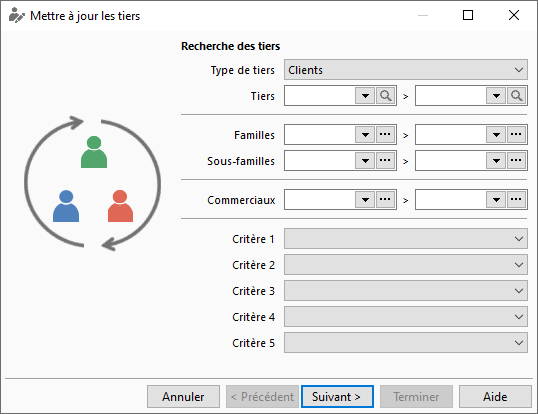 Mettre à jour les tiers
Recherche des tiers
Type de tiers Clients
Tiers >
Familles >
Sous-familles >
Commerciaux >
Critère 1
Critère 2
Critère 3
Critère 4
Critère 5
Annuler < Précédent Suivant > Terminer Aide